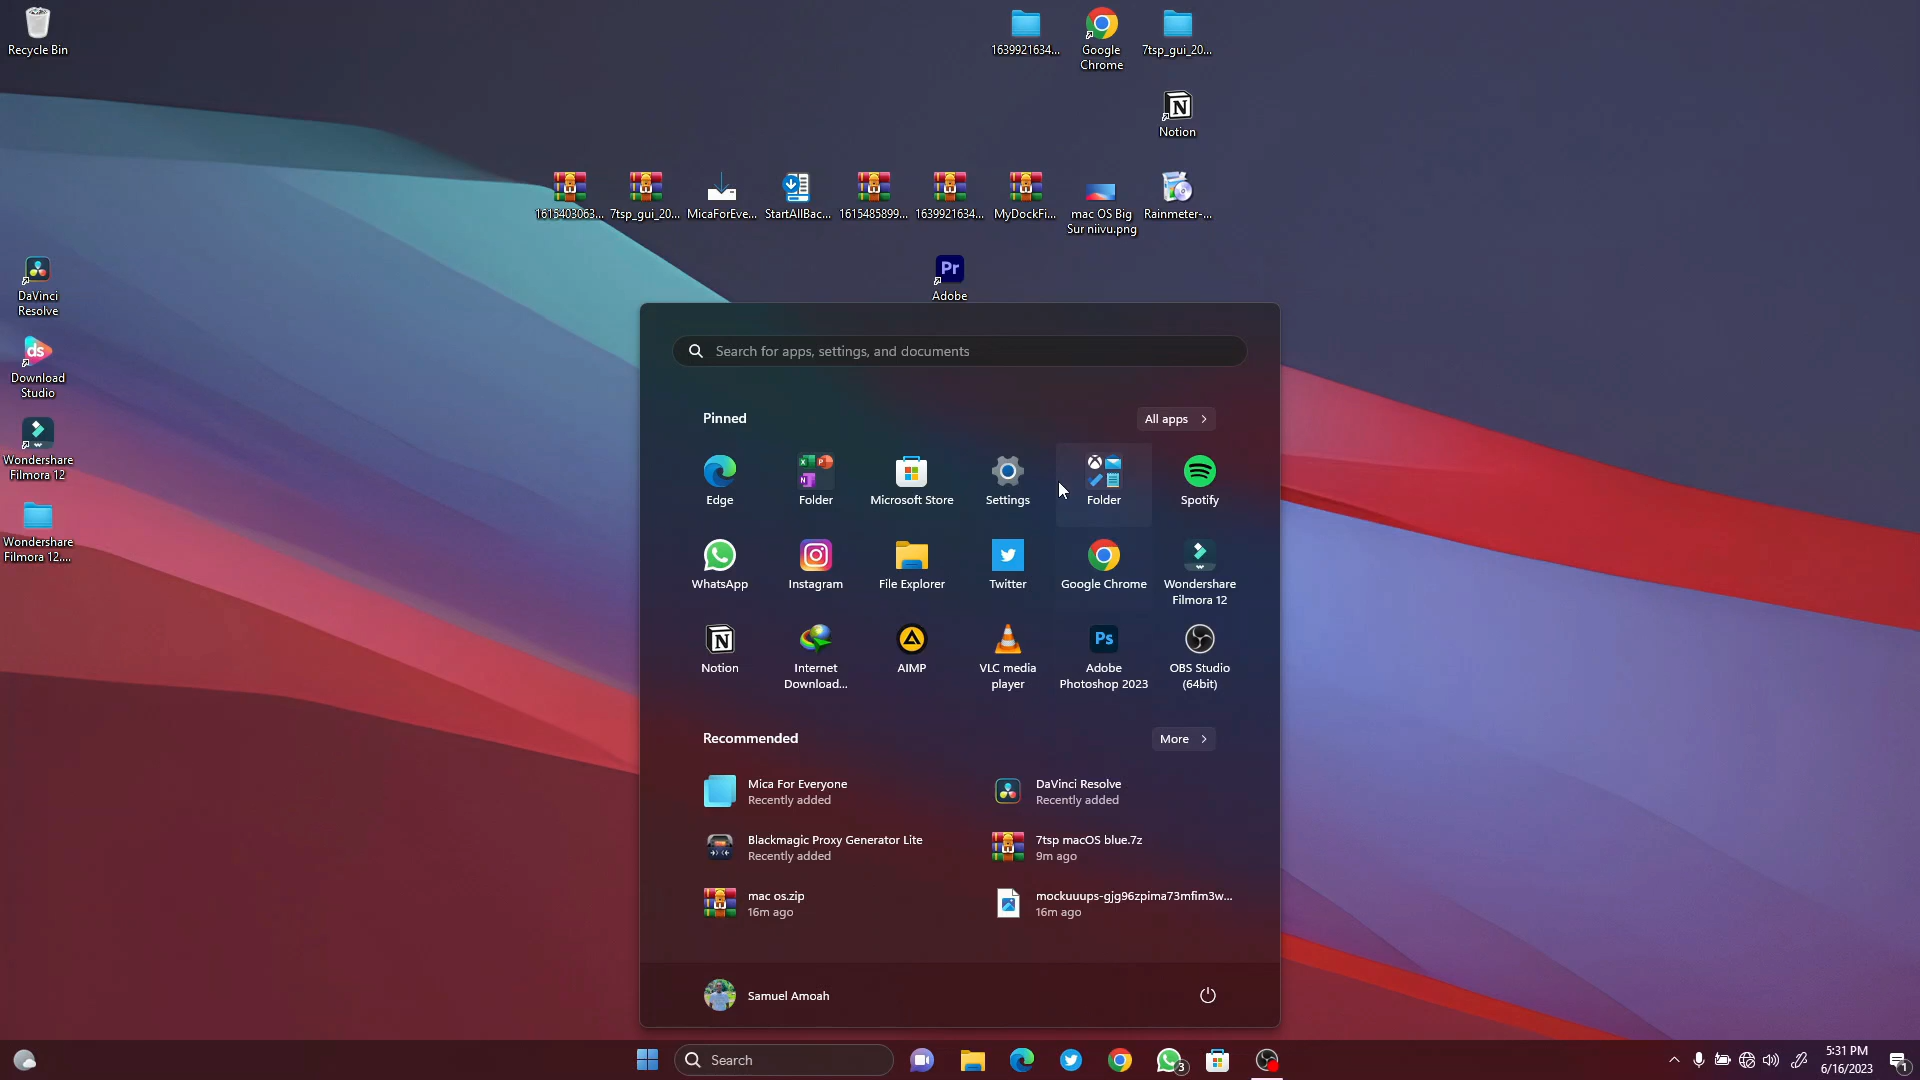 Recycle Bin
1639921634...
Google
Chrome
7tsp_gui_20...
N
Notion
1615403063...
7tsp_gui_20...
MicaForEve...
StartAllBac...
1615485899...
1639921634...
MyDockFi...
mac OS Big
Sur niivu.png
Rainmeter-...
Pr
Adobe
DaVinci
Resolve
ds
Download
Studio
Wondershare
Filmora 12
Wondershare
Filmora 12....
Search for apps, settings, and documents
Pinned
All apps
Edge
Folder
Microsoft Store
Settings
Folder
Spotify
WhatsApp
Instagram
File Explorer
Twitter
Google Chrome
Wondershare
Filmora 12
N
Notion
Internet
Download...
AIMP
VLC media
player
Ps
Adobe
Photoshop 2023
OBS Studio
(64bit)
Recommended
More
Mica For Everyone
Recently added
DaVinci Resolve
Recently added
Blackmagic Proxy Generator Lite
Recently added
7tsp macOS blue.7z
9m ago
mac os.zip
16m ago
mockuuups-gjg96zpima73mfim3w...
16m ago
Samuel Amoah
Search
3
5:31 PM
6/16/2023
1